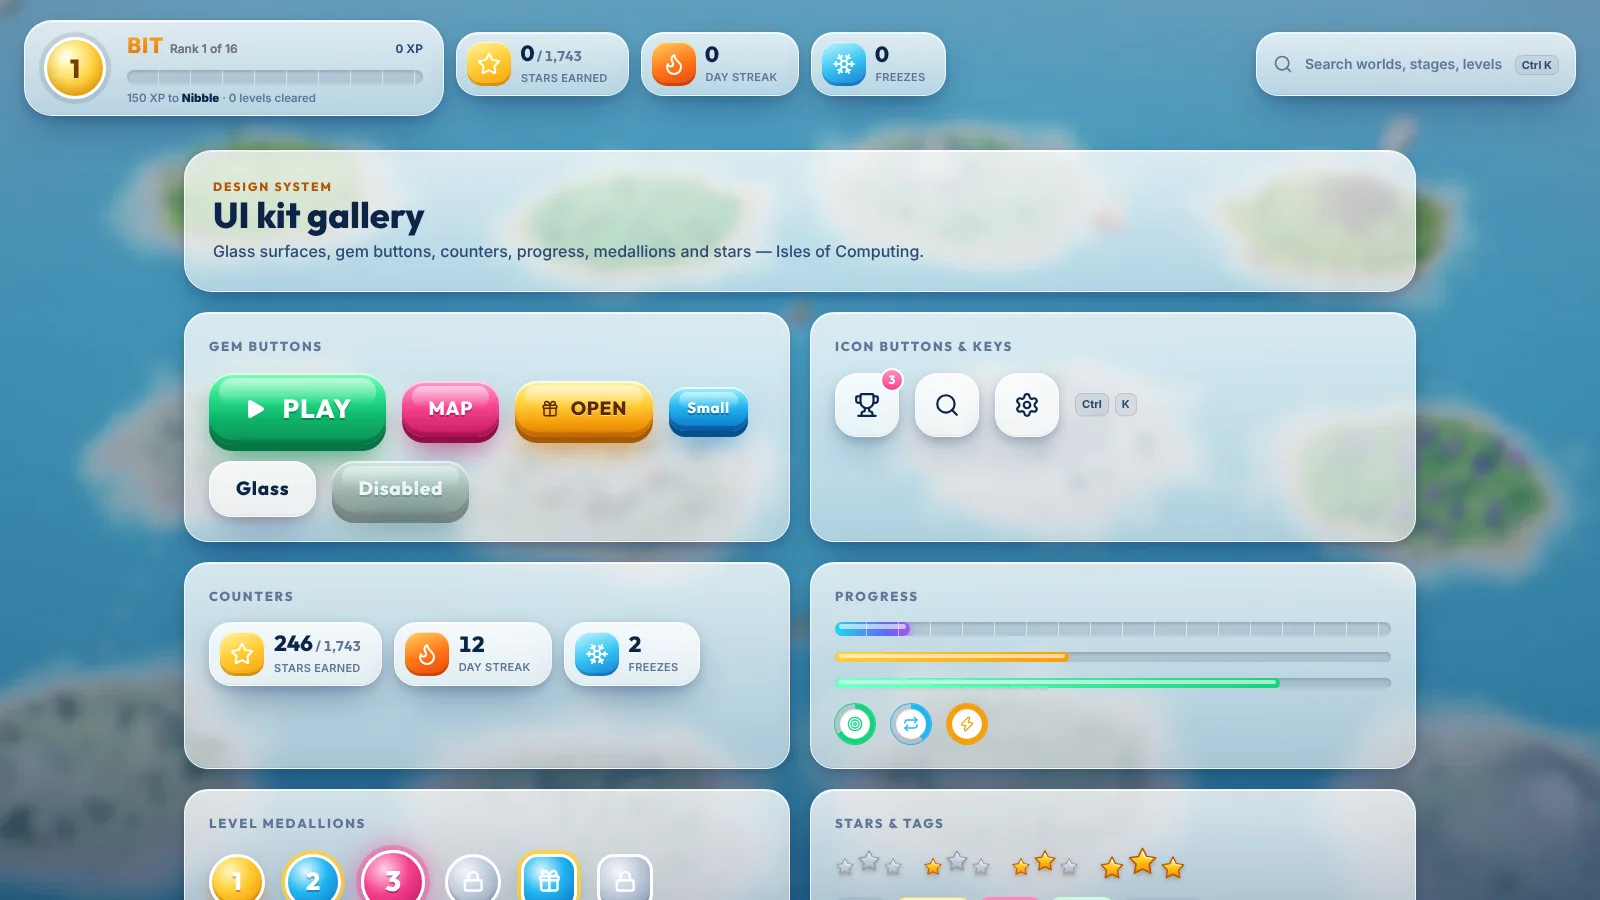 1
BIT Rank 1 of 16 0 XP
150 XP to Nibble · 0 levels cleared
0 / 1,743
STARS EARNED
0
DAY STREAK
0
FREEZES
Search worlds, stages, levels Ctrl K
DESIGN SYSTEM
UI kit gallery
Glass surfaces, gem buttons, counters, progress, medallions and stars — Isles of Computing.
GEM BUTTONS
PLAY MAP OPEN Small
Glass Disabled
ICON BUTTONS & KEYS
3
Ctrl K
COUNTERS
246 / 1,743
STARS EARNED
12
DAY STREAK
2
FREEZES
PROGRESS
LEVEL MEDALLIONS
1 2 3
STARS & TAGS